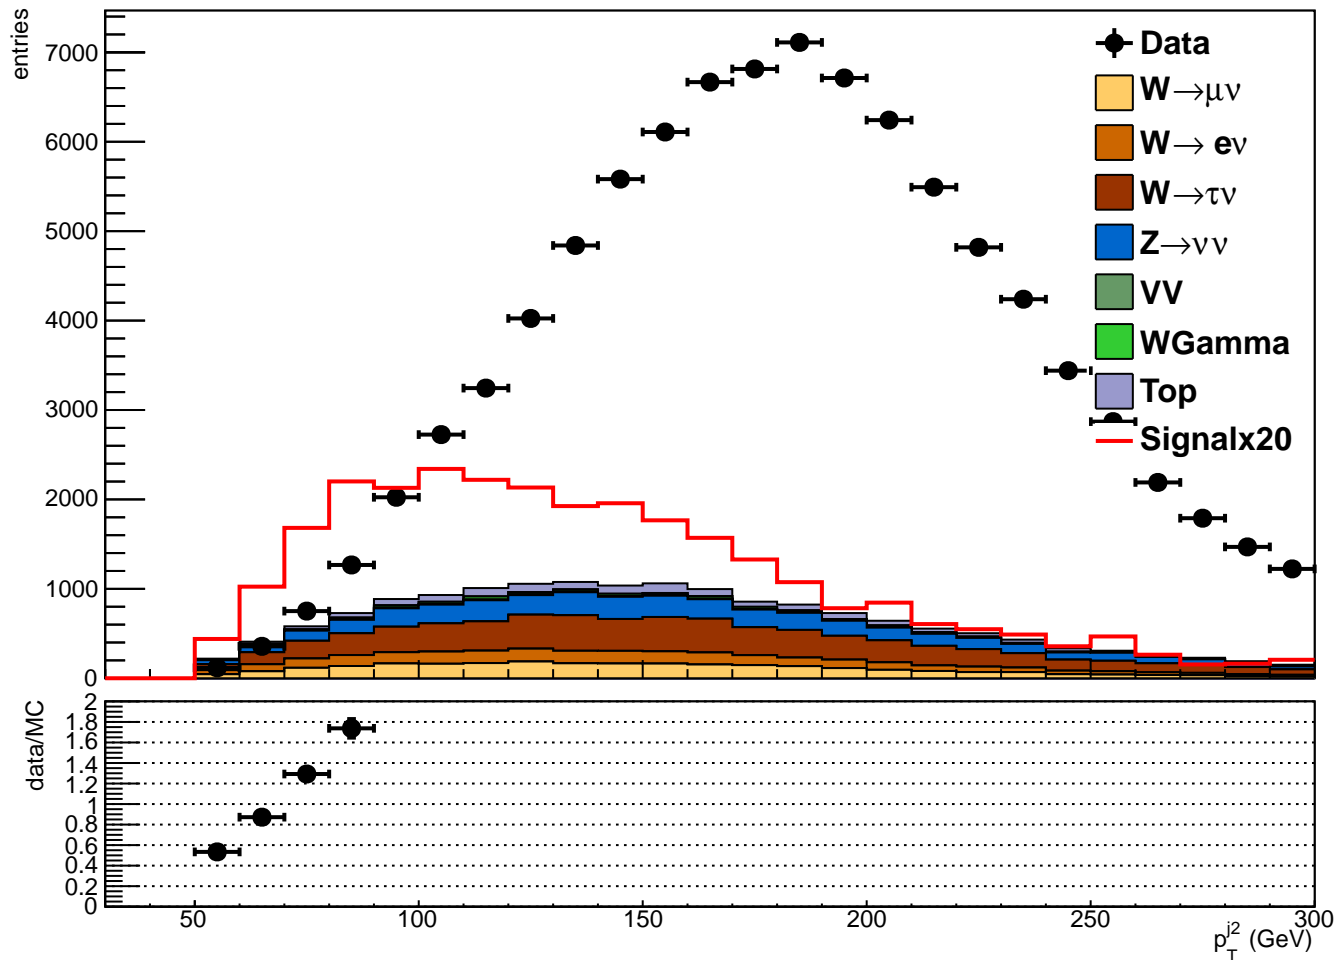 entries
7000
6000
5000
4000
3000
2000
1000
0
Data
W→μν
W→ eν
W→τν
Z→νν
VV
WGamma
Top
Signalx20
data/MC
2
1.8
1.6
1.4
1.2
1
0.8
0.6
0.4
0.2
0
50 100 150 200 250 300
p_T^{j2} (GeV)